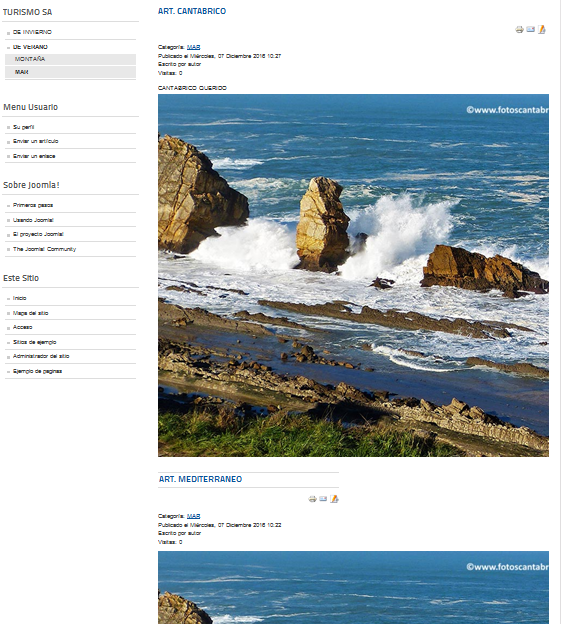 TURISMO SA
DE INVIERNO
DE VERANO
MONTAÑA
MAR
Menu Usuario
Su perfil
Enviar un artículo
Enviar un enlace
Sobre Joomla!
Primeros pasos
Usando Joomla!
El proyecto Joomla!
The Joomla! Community
Este Sitio
Inicio
Mapa del sitio
Acceso
Sitios de ejemplo
Administrador del sitio
Ejemplo de paginas
ART. CANTABRICO
Categoría: MAR
Publicado el Miércoles, 07 Diciembre 2016 10:27
Escrito por autor
Visitas: 0
CANTABRICO QUERIDO
©www.fotoscantabr
ART. MEDITERRANEO
Categoría: MAR
Publicado el Miércoles, 07 Diciembre 2016 10:22
Escrito por autor
Visitas: 0
©www.fotoscantabr